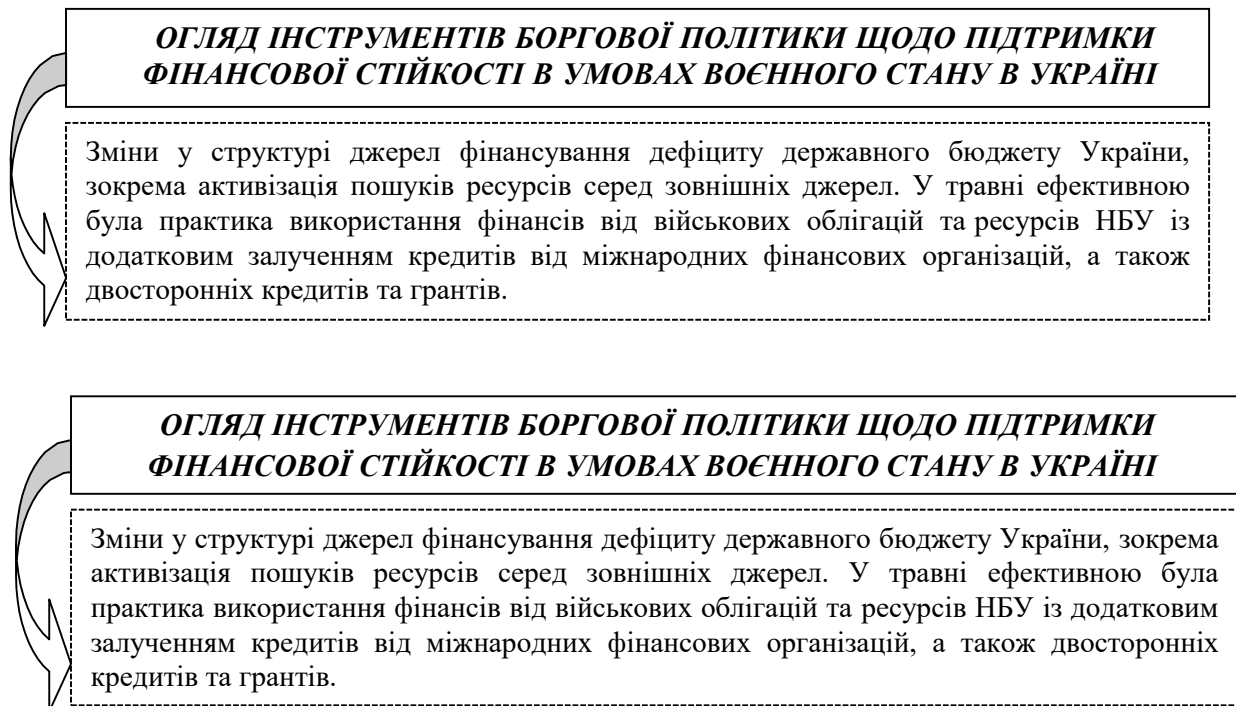 ОГЛЯД ІНСТРУМЕНТІВ БОРГОВОЇ ПОЛІТИКИ ЩОДО ПІДТРИМКИ
ФІНАНСОВОЇ СТІЙКОСТІ В УМОВАХ ВОЄННОГО СТАНУ В УКРАЇНІ
Зміни у структурі джерел фінансування дефіциту державного бюджету України,
зокрема активізація пошуків ресурсів серед зовнішніх джерел. У травні ефективною
була практика використання фінансів від військових облігацій та ресурсів НБУ із
додатковим залученням кредитів від міжнародних фінансових організацій, а також
двосторонніх кредитів та грантів.
ОГЛЯД ІНСТРУМЕНТІВ БОРГОВОЇ ПОЛІТИКИ ЩОДО ПІДТРИМКИ
ФІНАНСОВОЇ СТІЙКОСТІ В УМОВАХ ВОЄННОГО СТАНУ В УКРАЇНІ
Зміни у структурі джерел фінансування дефіциту державного бюджету України, зокрема
активізація пошуків ресурсів серед зовнішніх джерел. У травні ефективною була
практика використання фінансів від військових облігацій та ресурсів НБУ із додатковим
залученням кредитів від міжнародних фінансових організацій, а також двосторонніх
кредитів та грантів.